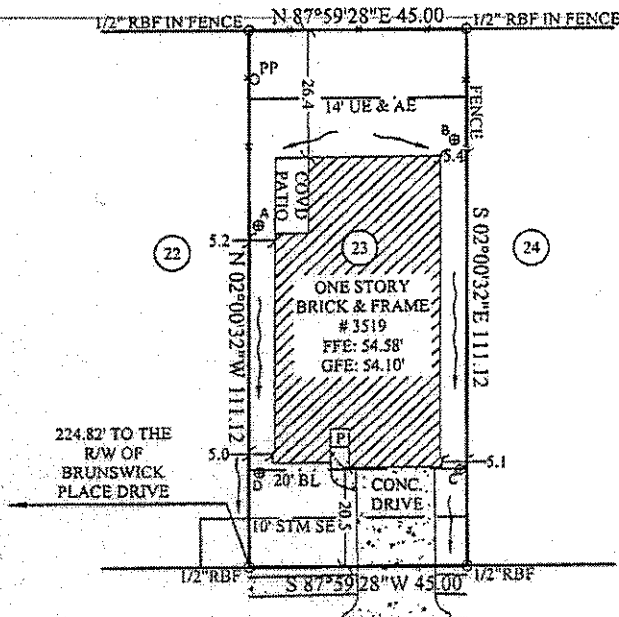 1/2" RBF IN FENCE
N 87°59'28"E 45.00
1/2" RBF IN FENCE
PP
26.4
14' UE & AE
FENCE
B
5.4
COVD
PATIO
A
5.2
22
23
24
N 02°00'32"W 111.12
S 02°00'32"E 111.12
ONE STORY
BRICK & FRAME
# 3519
FFE: 54.58'
GFE: 54.10'
224.82' TO THE
R/W OF
BRUNSWICK
PLACE DRIVE
5.0
P
5.1
D
20' BL
C
CONC.
DRIVE
20.5
10' STM SE
1/2"RBF
S 87°59'28"W 45.00
1/2"RBF